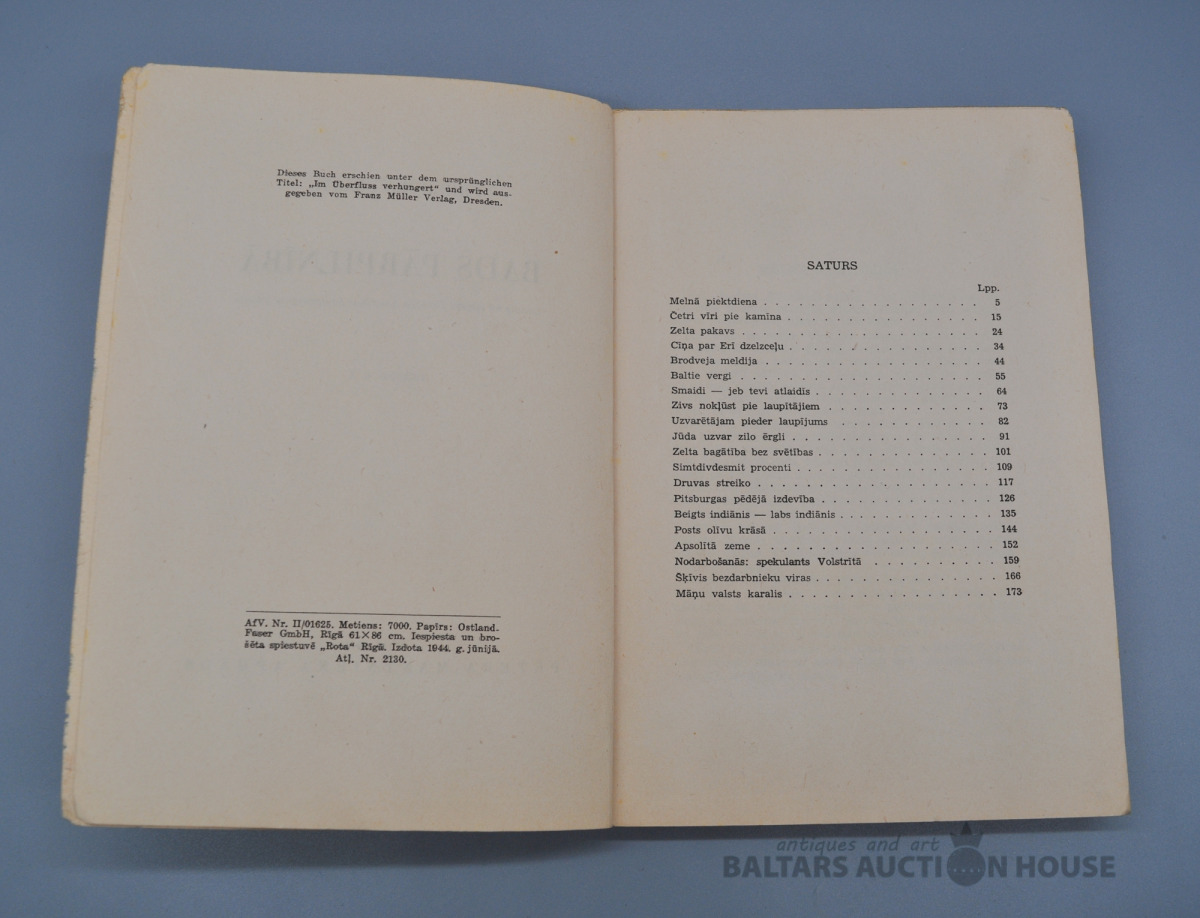 Dieses Buch erschien unter dem ursprünglichen
Titel: „Im Überfluss verhungert“ und wird aus-
gegeben vom Franz Müller Verlag, Dresden.
AfV. Nr. II/01625. Metiens: 7000. Papīrs: Ostland-
Faser GmbH, Rīgā 61×86 cm. Iespiesta un bro-
šēta spiestuvē „Rota“ Rīgā. Izdota 1944. g. jūnijā.
Atļ. Nr. 2130.
SATURS
Lpp.
Melnā piektdiena . . . . . . . . . . . . . . . . . . 5
Četri vīri pie kamīna . . . . . . . . . . . . . . . . 15
Zelta pakavs . . . . . . . . . . . . . . . . . . . 24
Cīņa par Erī dzelzceļu . . . . . . . . . . . . . . . . 34
Brodveja meldija . . . . . . . . . . . . . . . . . . 44
Baltie vergi . . . . . . . . . . . . . . . . . . . 55
Smaidi — jeb tevi atlaidīs . . . . . . . . . . . . . . 64
Zivs nokļūst pie laupītājiem . . . . . . . . . . . . . 73
Uzvarētājam pieder laupījums . . . . . . . . . . . . 82
Jūda uzvar zilo ērgli . . . . . . . . . . . . . . . . 91
Zelta bagātība bez svētības . . . . . . . . . . . . . . 101
Simtdivdesmit procenti . . . . . . . . . . . . . . . 109
Druvas streiko . . . . . . . . . . . . . . . . . . 117
Pitsburgas pēdējā izdevība . . . . . . . . . . . . . . 126
Beigts indiānis — labs indiānis . . . . . . . . . . . . 135
Posts olīvu krāsā . . . . . . . . . . . . . . . . . 144
Apsolītā zeme . . . . . . . . . . . . . . . . . . 152
Nodarbošanās: spekulants Volstrītā . . . . . . . . . . 159
Šķīvis bezdarbnieku viras . . . . . . . . . . . . . . 166
Māņu valsts karalis . . . . . . . . . . . . . . . . 173
antiques and art
BALTARS AUCTION HOUSE